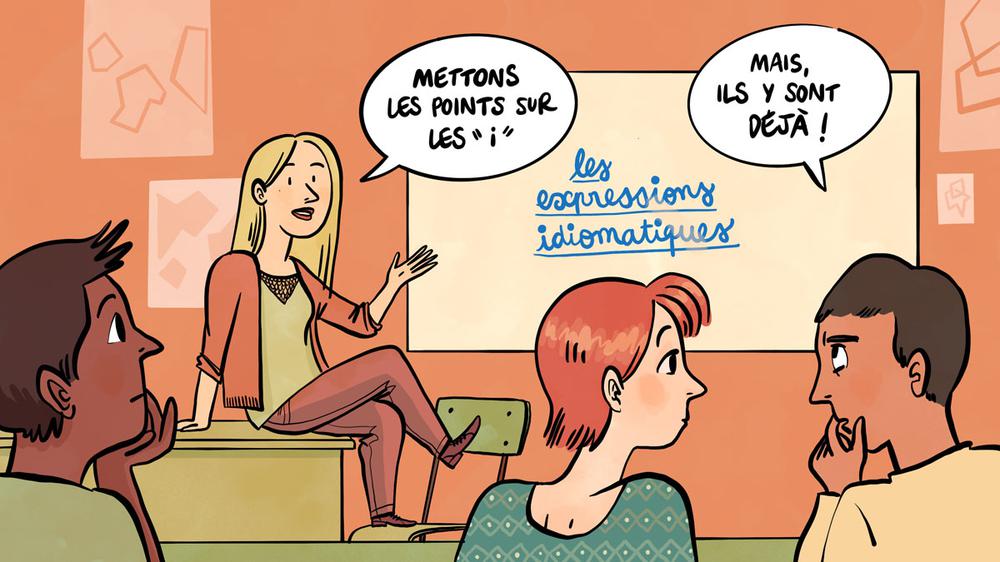 METTONS
LES POINTS SUR
LES "i"
MAIS,
ILS Y SONT
DÉJÀ !
les
expressions
idiomatiques